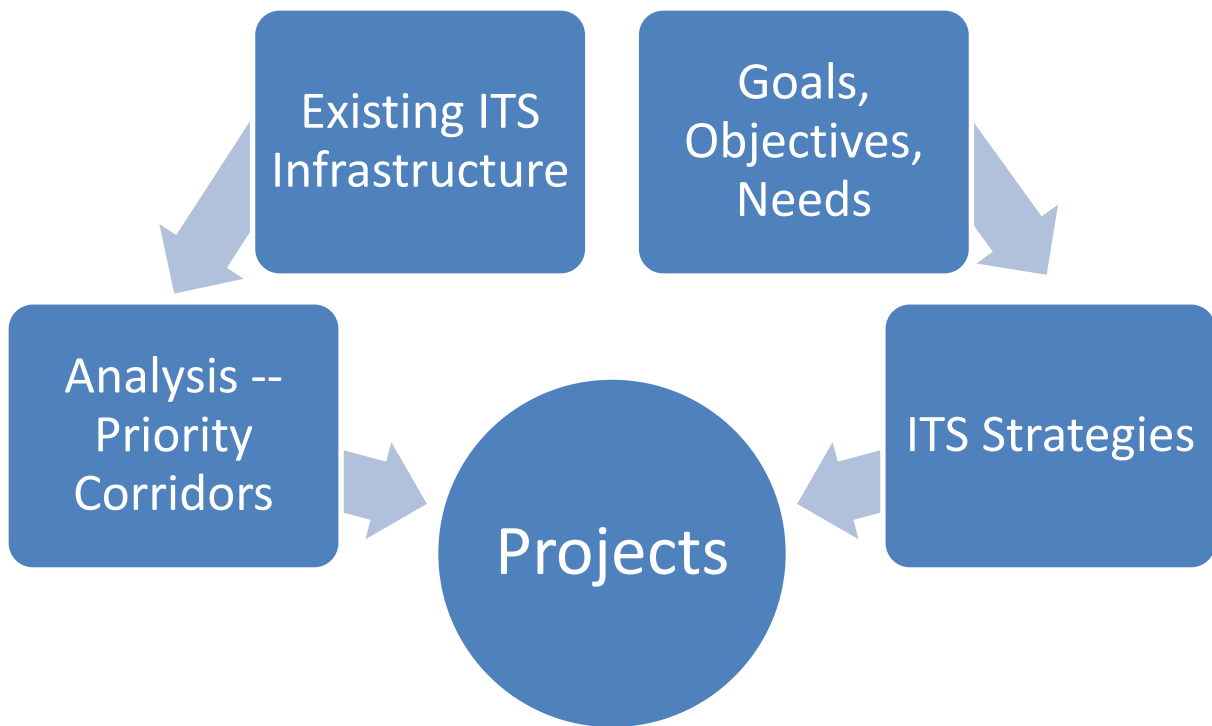 Existing ITS
Infrastructure
Goals,
Objectives,
Needs
Analysis --
Priority
Corridors
ITS Strategies
Projects